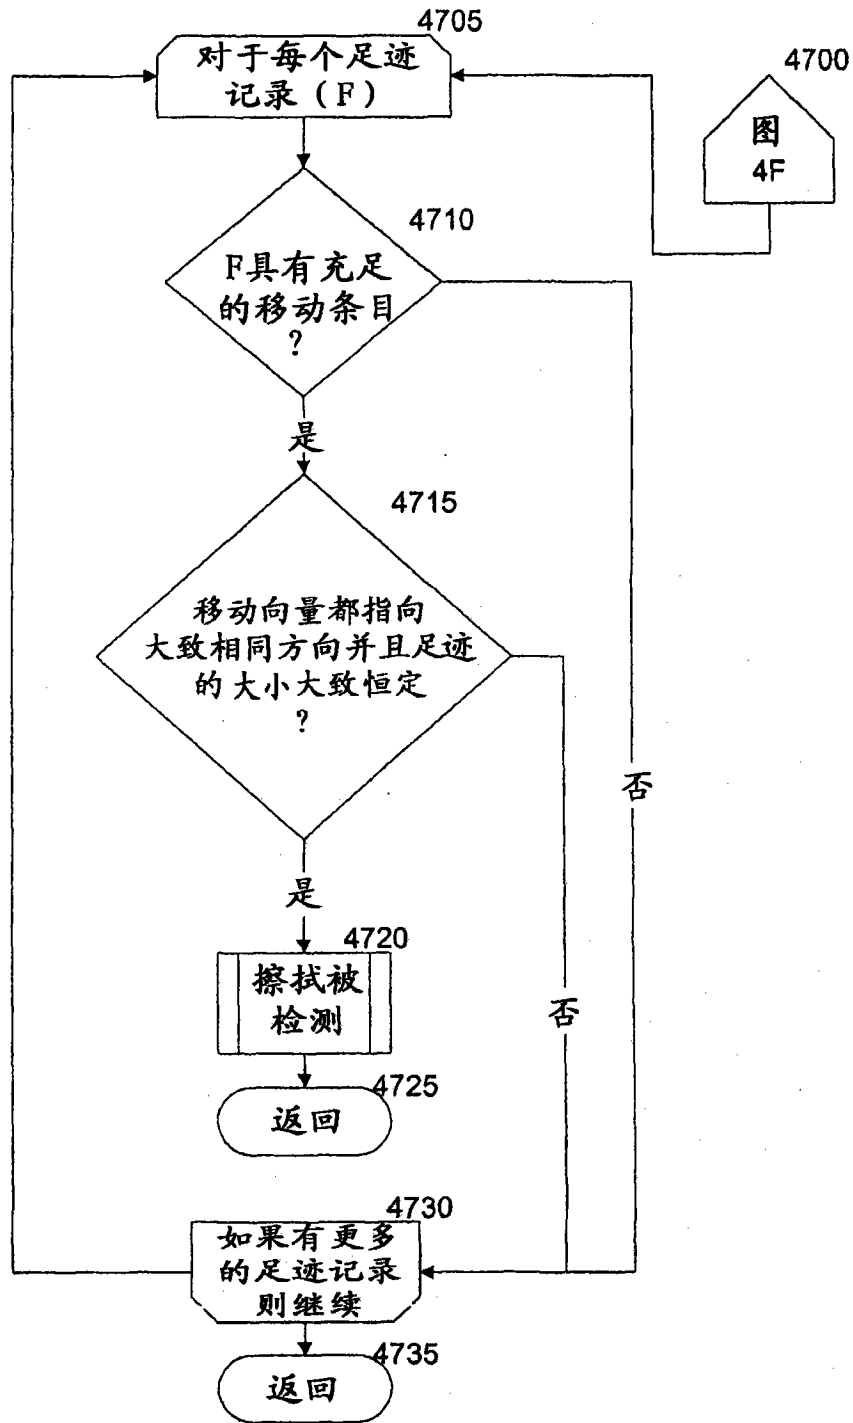 4705
对于每个足迹
记录（F）
4700
图
4F
4710
F具有充足
的移动条目
？
是
4715
移动向量都指向
大致相同方向并且足迹
的大小大致恒定
？
否
是
4720
擦拭被
检测
否
4725
返回
4730
如果有更多
的足迹记录
则继续
4735
返回